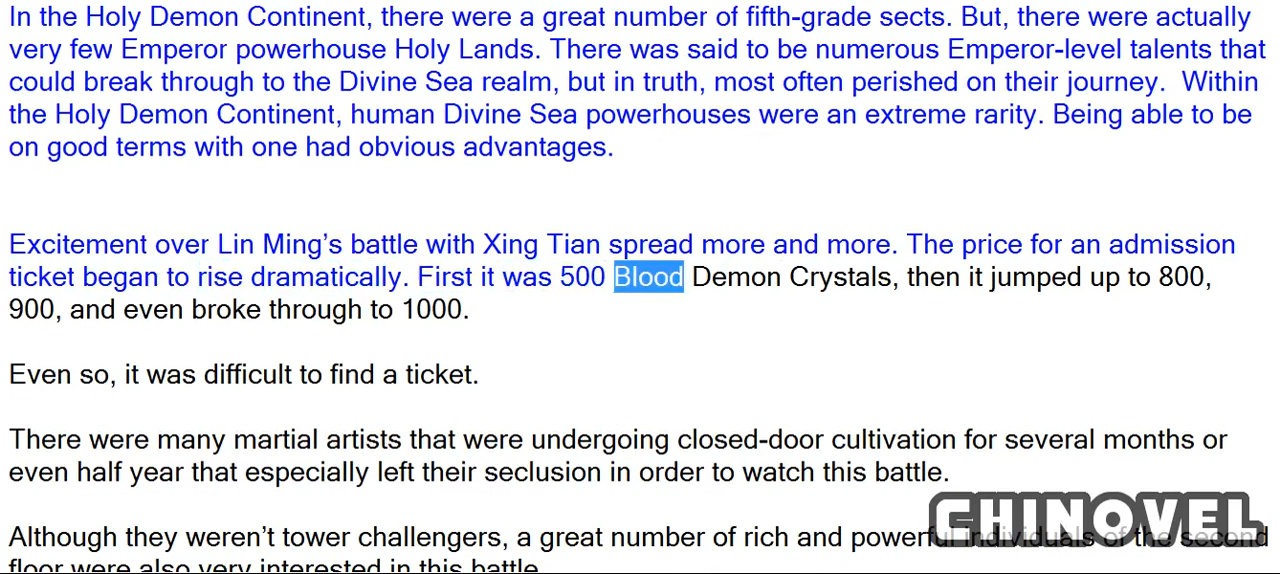 In the Holy Demon Continent, there were a great number of fifth-grade sects. But, there were actually
very few Emperor powerhouse Holy Lands. There was said to be numerous Emperor-level talents that
could break through to the Divine Sea realm, but in truth, most often perished on their journey.  Within
the Holy Demon Continent, human Divine Sea powerhouses were an extreme rarity. Being able to be
on good terms with one had obvious advantages.
Excitement over Lin Ming’s battle with Xing Tian spread more and more. The price for an admission
ticket began to rise dramatically. First it was 500 Blood Demon Crystals, then it jumped up to 800,
900, and even broke through to 1000.
Even so, it was difficult to find a ticket.
There were many martial artists that were undergoing closed-door cultivation for several months or
even half year that especially left their seclusion in order to watch this battle.
CHINOVEL
Although they weren’t tower challengers, a great number of rich and powerful individuals of the second
floor were also very interested in this battle.